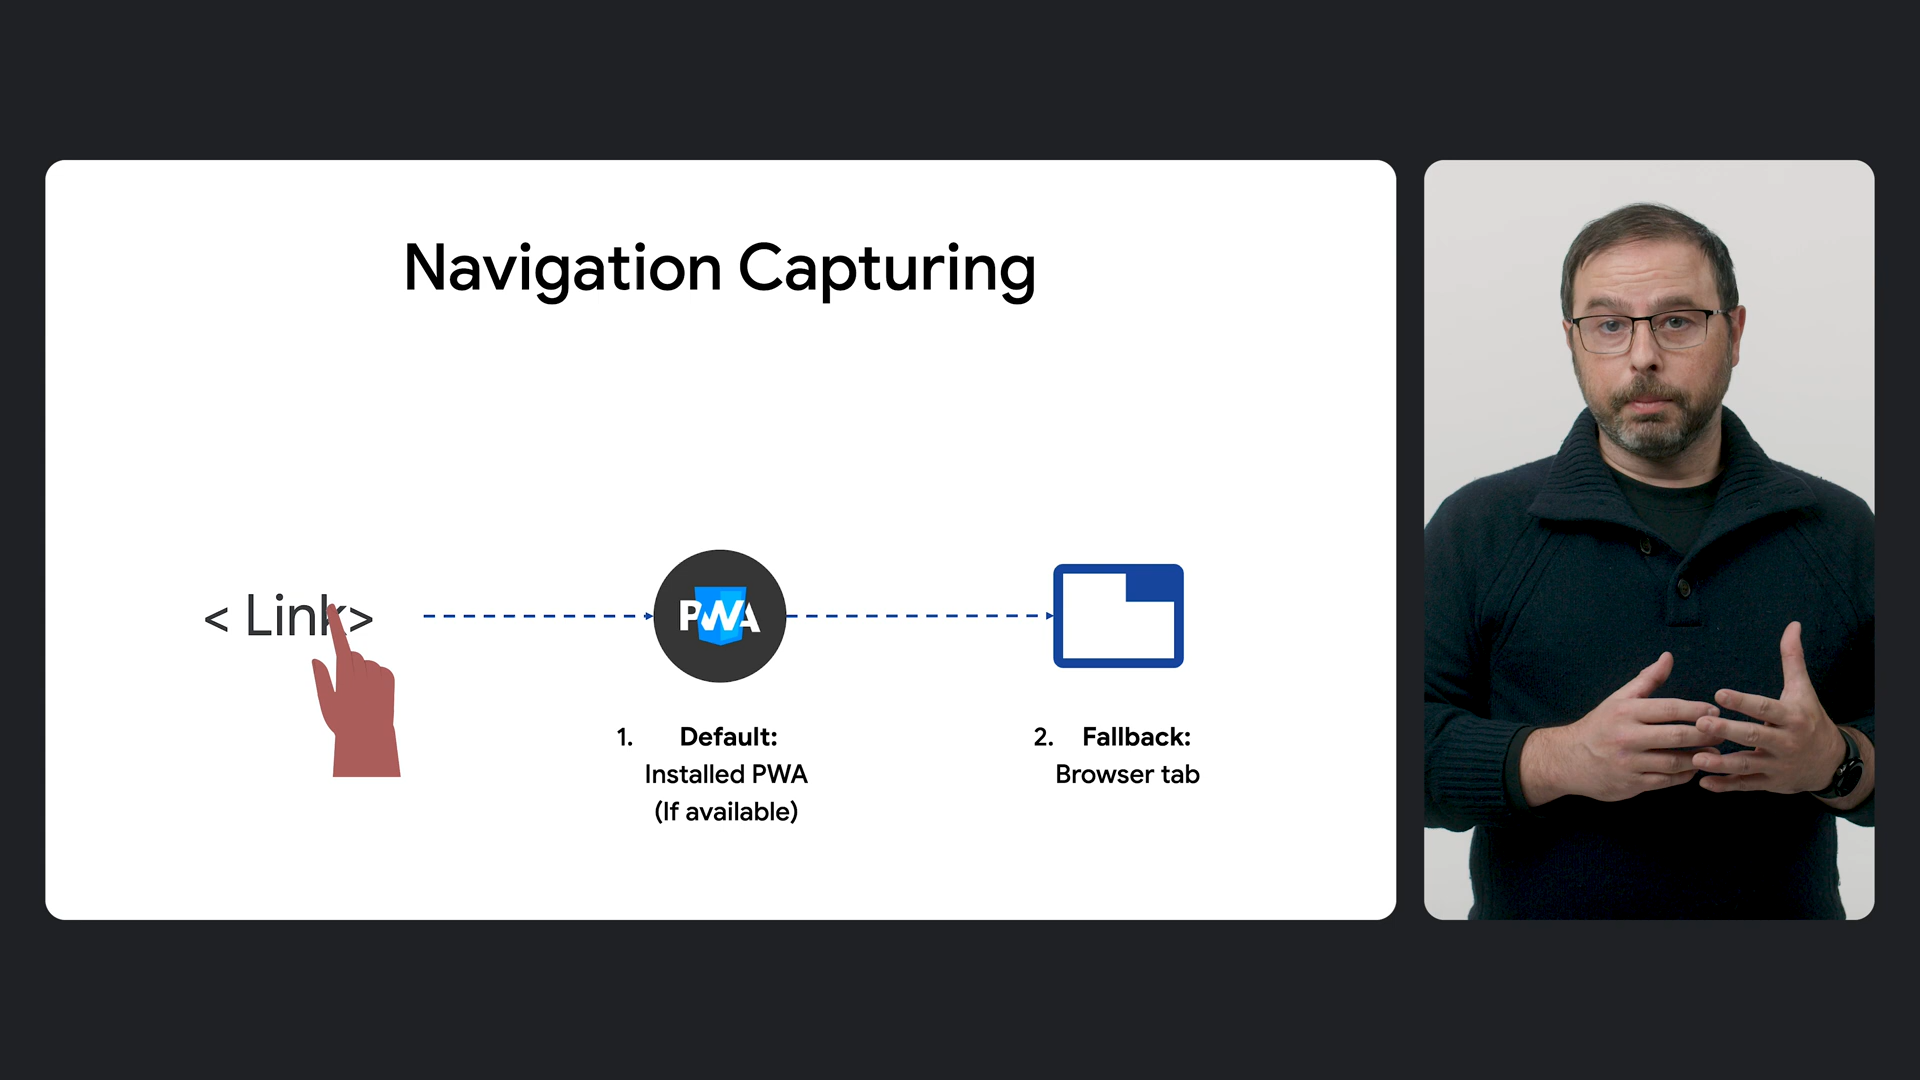 Navigation Capturing
< Link>
PWA
1. Default:
Installed PWA
(If available)
2. Fallback:
Browser tab